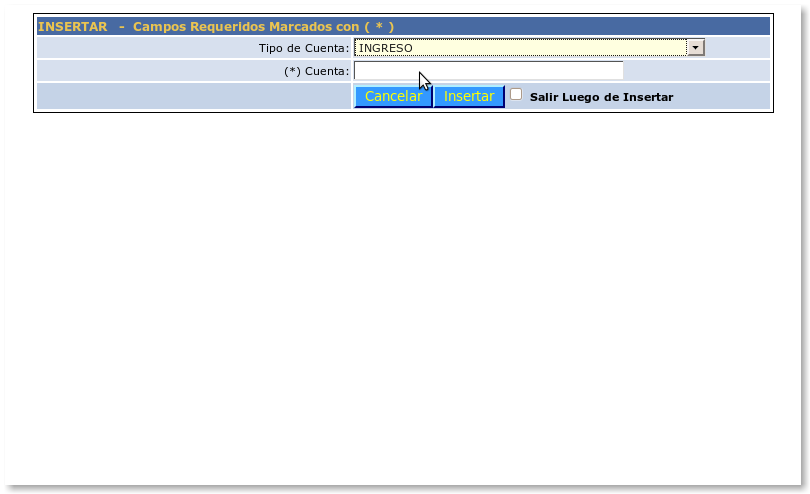 INSERTAR - Campos Requeridos Marcados con ( * )
Tipo de Cuenta: INGRESO
(*) Cuenta:
Cancelar Insertar Salir Luego de Insertar